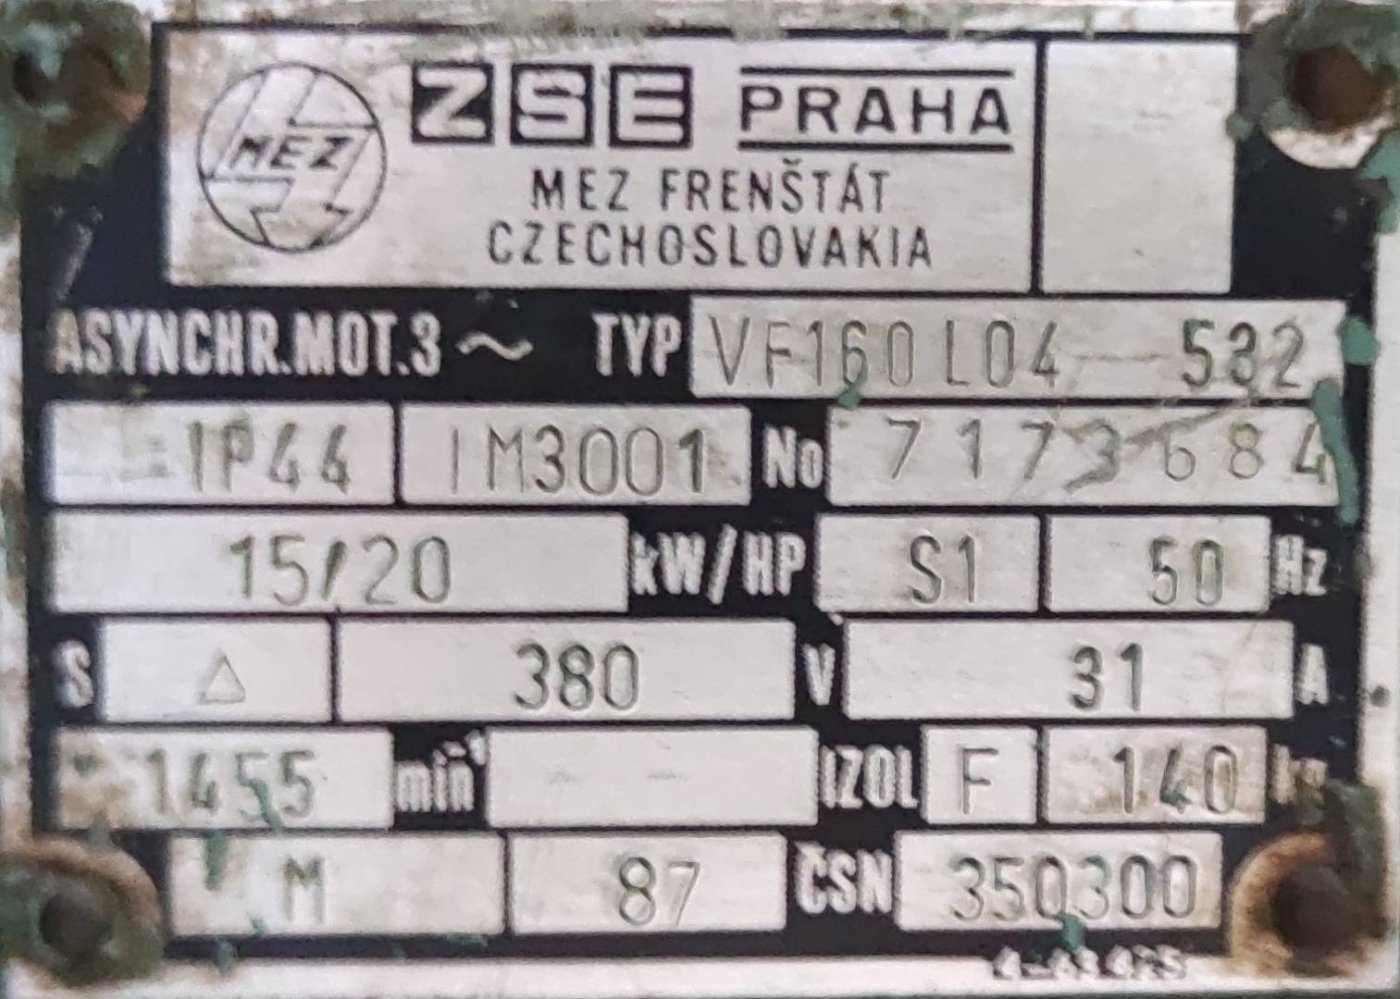 MEZ ZSE PRAHA
MEZ FRENŠTÁT
CZECHOSLOVAKIA
ASYNCHR.MOT.3 ~ TYP VF160L04 - 532
IP44 IM3001 No 7173684
15/20 kW/HP S1 50 Hz
S △ 380 V 31 A
1455 min⁻¹ - - IZOL F 140 kg
M 87 ČSN 350300